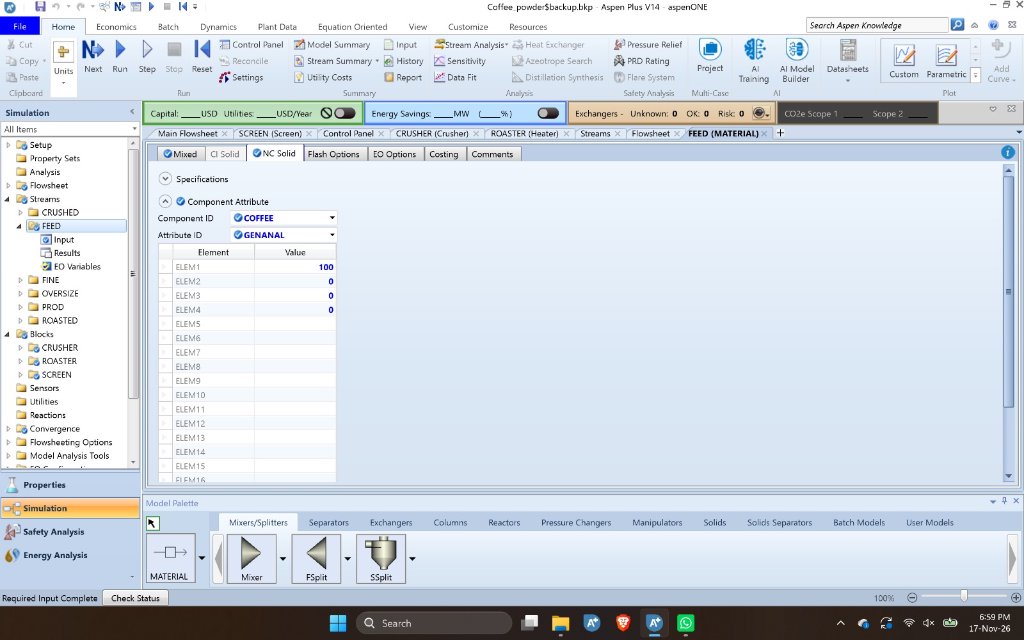 Coffee_powder$backup.bkp - Aspen Plus V14 - aspenONE
File Home Economics Batch Dynamics Plant Data Equation Oriented View Customize Resources Search Aspen Knowledge
Cut
Copy
Paste
Clipboard
Units
Units
Next Run Step Stop Reset
Control Panel
Reconcile
Settings
Run
Model Summary Input
Stream Summary History
Utility Costs Report
Summary
Stream Analysis Heat Exchanger
Sensitivity Azeotrope Search
Data Fit Distillation Synthesis
Analysis
Pressure Relief
PRD Rating
Flare System
Safety Analysis
Project
Multi-Case
AI Training
AI Model Builder
AI
Datasheets
Custom Parametric Add Curve
Plot
Simulation
All Items
Capital: ____ USD Utilities: ____ USD/Year
Energy Savings: ____ MW (____ %)
Exchangers - Unknown: 0 OK: 0 Risk: 0
CO2e Scope 1 ____ Scope 2 ____
Main Flowsheet SCREEN (Screen) Control Panel CRUSHER (Crusher) ROASTER (Heater) Streams Flowsheet FEED (MATERIAL) +
Setup
Property Sets
Analysis
Flowsheet
Streams
CRUSHED
FEED
Input
Results
EO Variables
FINE
OVERSIZE
PROD
ROASTED
Blocks
CRUSHER
ROASTER
SCREEN
Sensors
Utilities
Reactions
Convergence
Flowsheeting Options
Model Analysis Tools
Properties
Simulation
Safety Analysis
Energy Analysis
Mixed CI Solid NC Solid Flash Options EO Options Costing Comments
Specifications
Component Attribute
Component ID COFFEE
Attribute ID GENANAL
Element Value
ELEM1 100
ELEM2 0
ELEM3 0
ELEM4 0
ELEM5
ELEM6
ELEM7
ELEM8
ELEM9
ELEM10
ELEM11
ELEM12
ELEM13
ELEM14
ELEM15
ELEM16
Model Palette
Mixers/Splitters Separators Exchangers Columns Reactors Pressure Changers Manipulators Solids Solids Separators Batch Models User Models
MATERIAL Mixer FSplit SSplit
Required Input Complete Check Status 100%
Search
6:59 PM
17-Nov-26